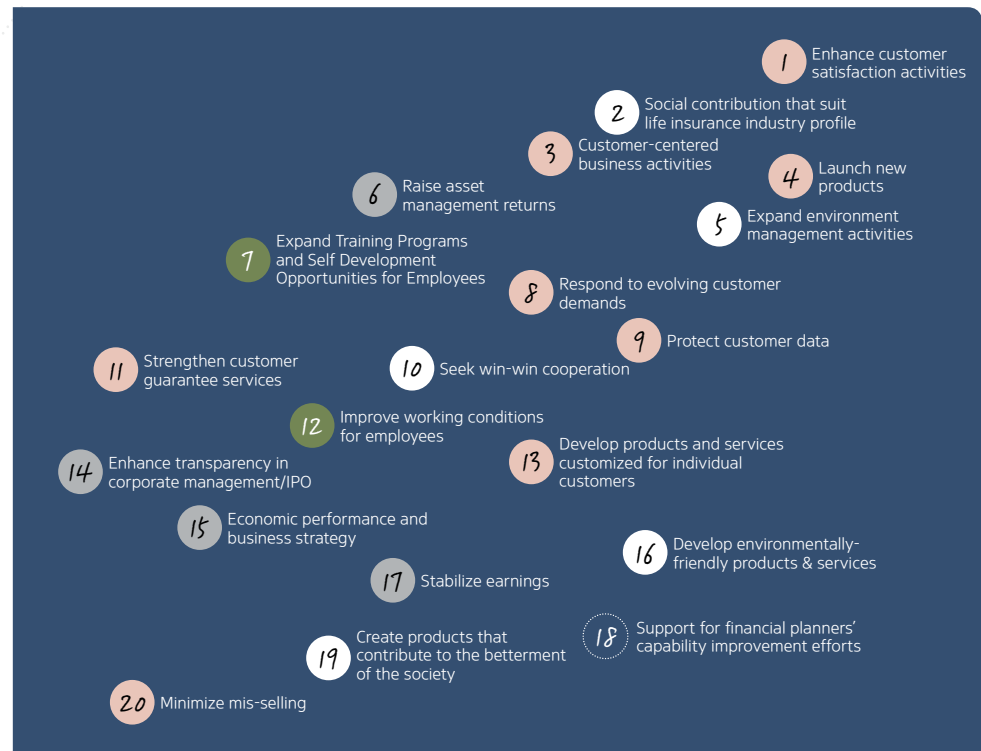 1
Enhance customer
satisfaction activities
2
Social contribution that suit
life insurance industry profile
3
Customer-centered
business activities
4
Launch new
products
5
Expand environment
management activities
6
Raise asset
management returns
7
Expand Training Programs
and Self Development
Opportunities for Employees
8
Respond to evolving customer
demands
9
Protect customer data
10
Seek win-win cooperation
11
Strengthen customer
guarantee services
12
Improve working conditions
for employees
13
Develop products and services
customized for individual
customers
14
Enhance transparency in
corporate management/IPO
15
Economic performance and
business strategy
16
Develop environmentally-
friendly products & services
17
Stabilize earnings
18
Support for financial planners’
capability improvement efforts
19
Create products that
contribute to the betterment
of the society
20
Minimize mis-selling